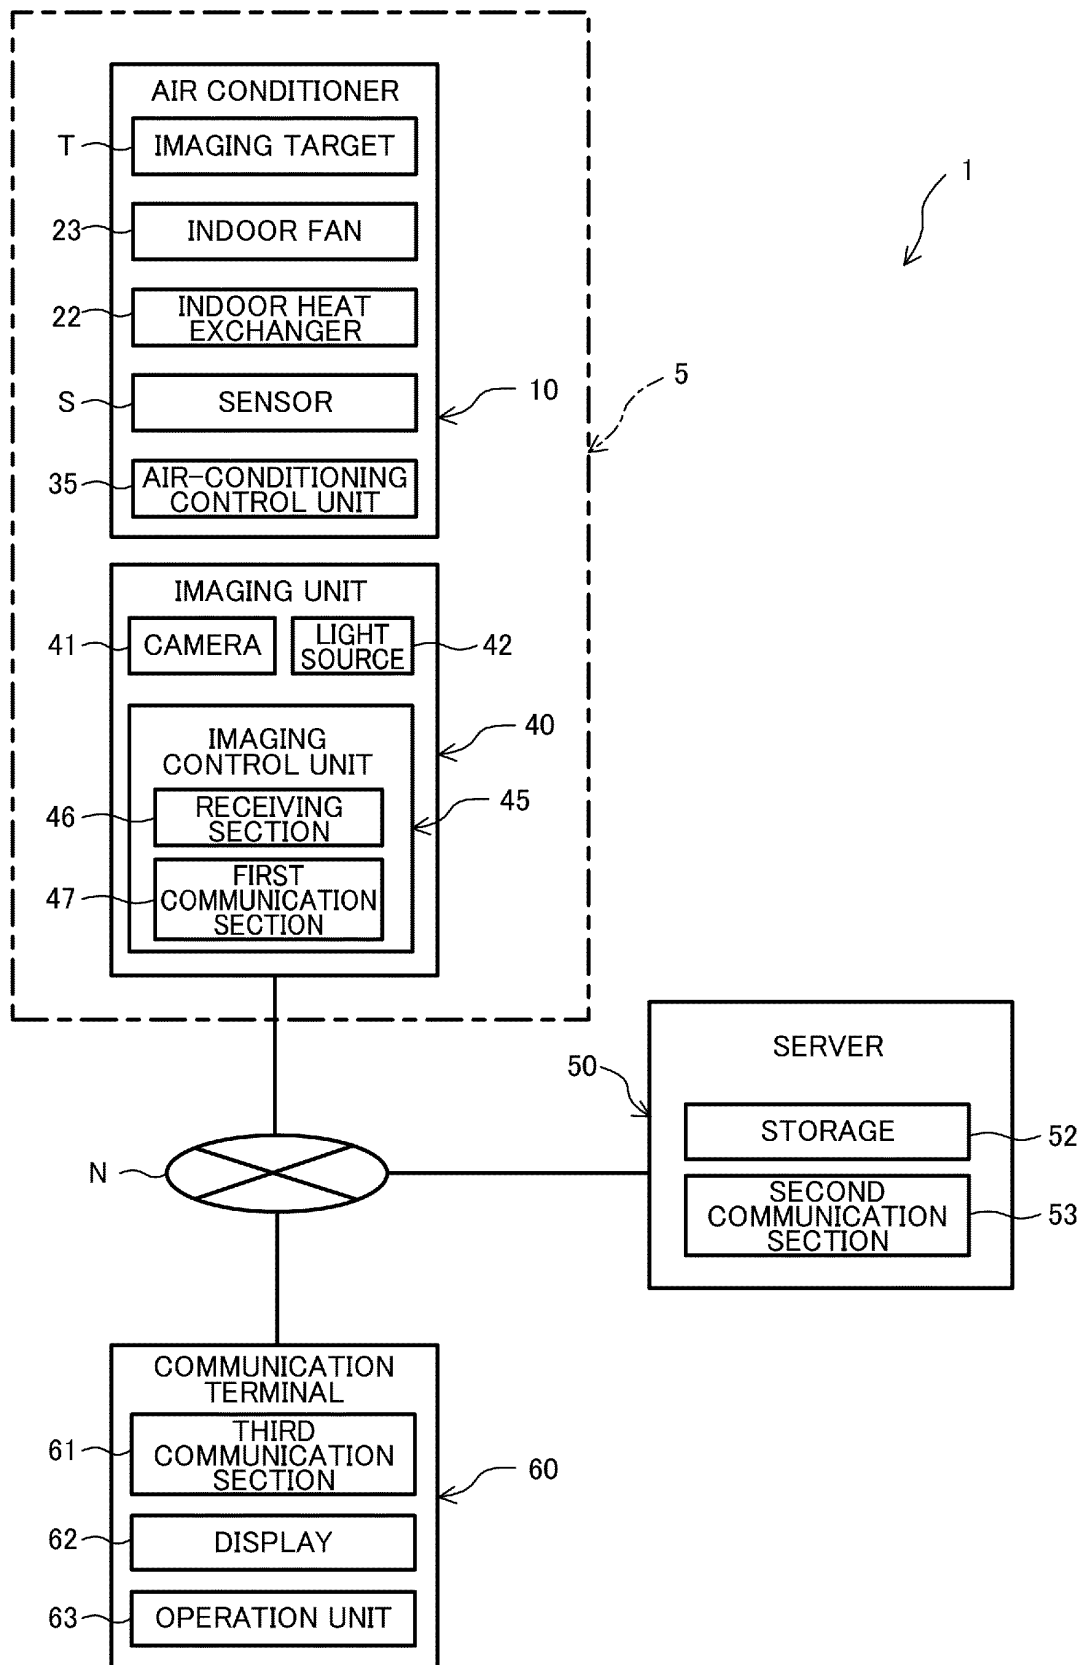 AIR CONDITIONER
T
IMAGING TARGET
1
23
INDOOR FAN
22
INDOOR HEAT
EXCHANGER
5
10
S
SENSOR
35
AIR-CONDITIONING
CONTROL UNIT
IMAGING UNIT
41
CAMERA
LIGHT
SOURCE
42
40
IMAGING
CONTROL UNIT
45
46
RECEIVING
SECTION
47
FIRST
COMMUNICATION
SECTION
SERVER
50
STORAGE
52
N
SECOND
COMMUNICATION
SECTION
53
COMMUNICATION
TERMINAL
61
THIRD
COMMUNICATION
SECTION
60
62
DISPLAY
63
OPERATION UNIT